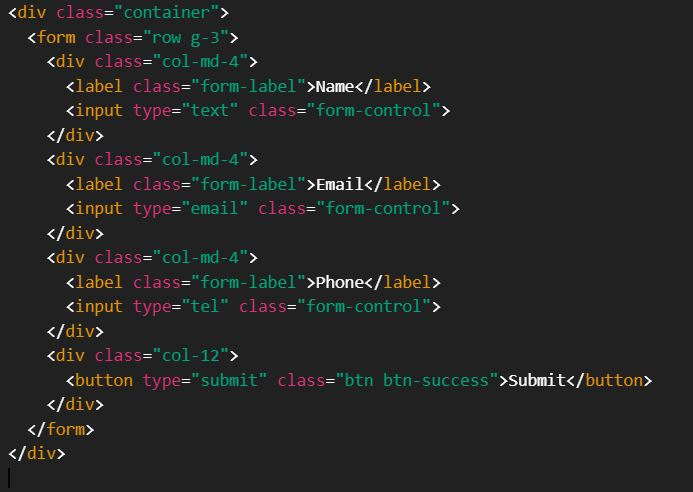 <div class="container">
  <form class="row g-3">
    <div class="col-md-4">
      <label class="form-label">Name</label>
      <input type="text" class="form-control">
    </div>
    <div class="col-md-4">
      <label class="form-label">Email</label>
      <input type="email" class="form-control">
    </div>
    <div class="col-md-4">
      <label class="form-label">Phone</label>
      <input type="tel" class="form-control">
    </div>
    <div class="col-12">
      <button type="submit" class="btn btn-success">Submit</button>
    </div>
  </form>
</div>